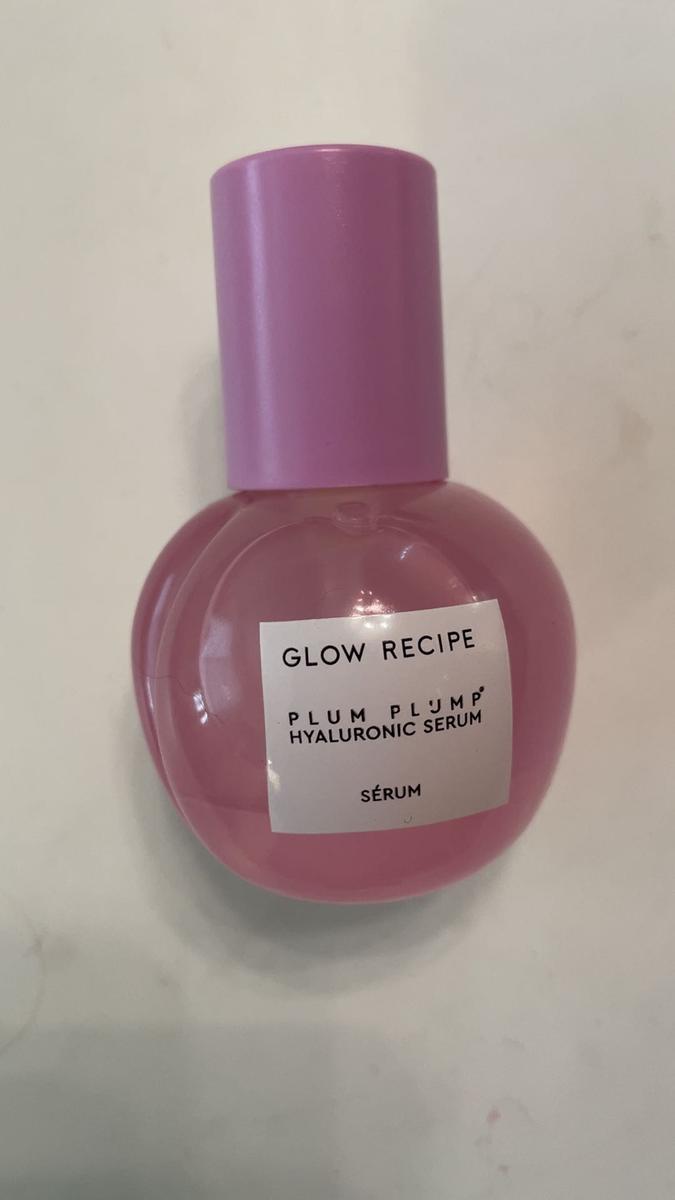 GLOW RECIPE
PLUM PLUMP
HYALURONIC SERUM
SÉRUM